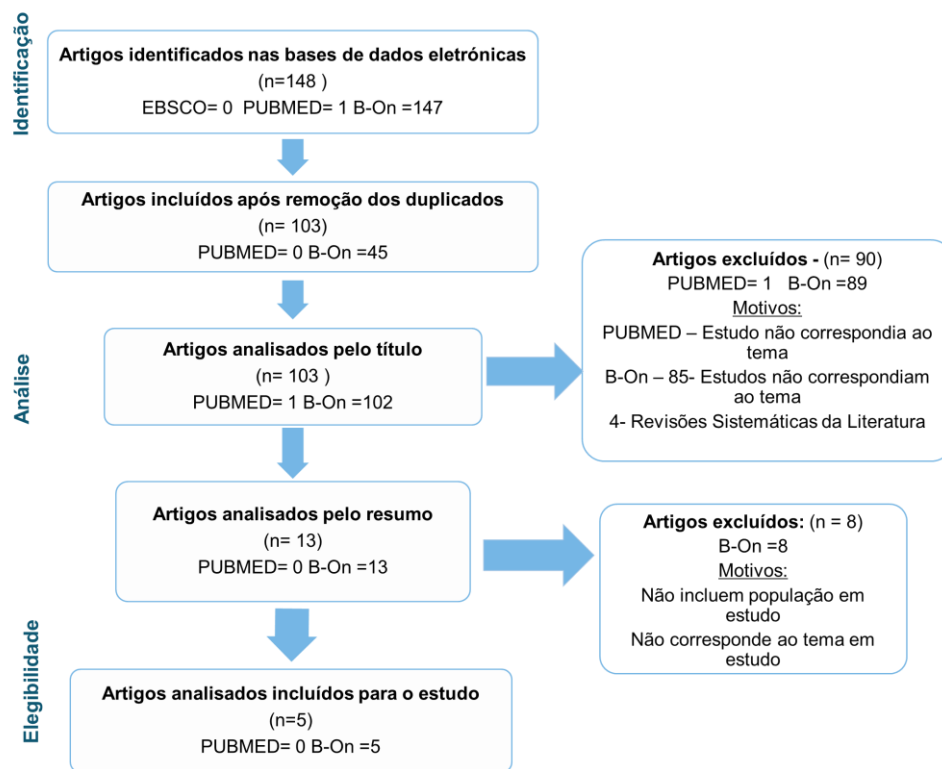 Identificação
Artigos identificados nas bases de dados eletrónicas
(n=148 )
EBSCO= 0 PUBMED= 1 B-On =147
Artigos incluídos após remoção dos duplicados
(n= 103)
PUBMED= 0 B-On =45
Análise
Artigos analisados pelo título
(n= 103 )
PUBMED= 1 B-On =102
Artigos excluídos - (n= 90)
PUBMED= 1 B-On =89
Motivos:
PUBMED – Estudo não correspondia ao
tema
B-On – 85- Estudos não correspondiam
ao tema
4- Revisões Sistemáticas da Literatura
Artigos analisados pelo resumo
(n= 13)
PUBMED= 0 B-On =13
Artigos excluídos: (n = 8)
B-On =8
Motivos:
Não incluem população em
estudo
Não corresponde ao tema em
estudo
Elegibilidade
Artigos analisados incluídos para o estudo
(n=5)
PUBMED= 0 B-On =5